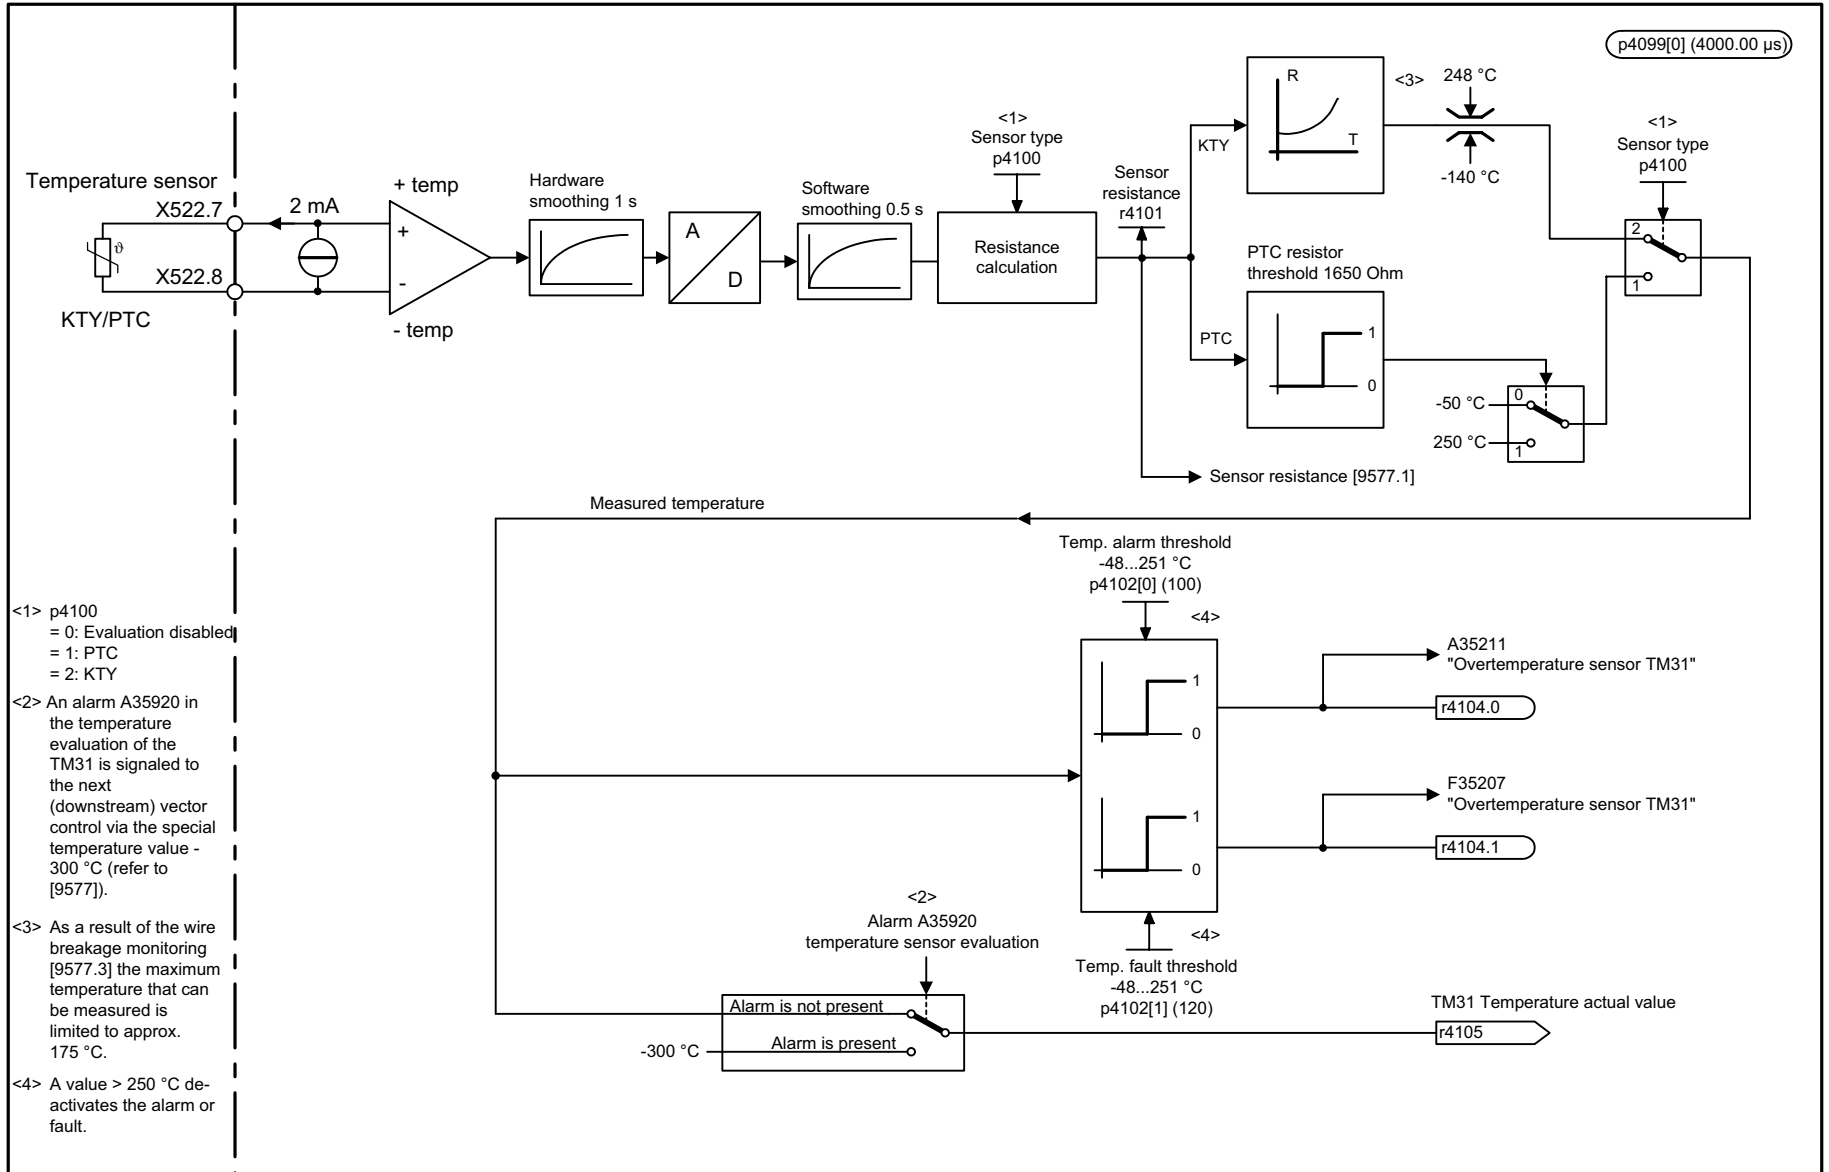 p4099[0] (4000.00 µs)
Temperature sensor
X522.7
ϑ
X522.8
KTY/PTC
2 mA
+ temp
+
-
- temp
Hardware
smoothing 1 s
A
D
Software
smoothing 0.5 s
<1>
Sensor type
p4100
Resistance
calculation
Sensor
resistance
r4101
KTY
R
T
<3>
248 °C
-140 °C
<1>
Sensor type
p4100
2
1
PTC
PTC resistor
threshold 1650 Ohm
1
0
-50 °C
0
250 °C
1
Sensor resistance [9577.1]
Measured temperature
Temp. alarm threshold
-48...251 °C
p4102[0] (100)
<4>
1
0
A35211
"Overtemperature sensor TM31"
r4104.0
1
0
F35207
"Overtemperature sensor TM31"
r4104.1
<4>
Temp. fault threshold
-48...251 °C
p4102[1] (120)
<2>
Alarm A35920
temperature sensor evaluation
Alarm is not present
-300 °C
Alarm is present
TM31 Temperature actual value
r4105
<1> p4100
= 0: Evaluation disabled
= 1: PTC
= 2: KTY
<2> An alarm A35920 in
the temperature
evaluation of the
TM31 is signaled to
the next
(downstream) vector
control via the special
temperature value -
300 °C (refer to
[9577]).
<3> As a result of the wire
breakage monitoring
[9577.3] the maximum
temperature that can
be measured is
limited to approx.
175 °C.
<4> A value > 250 °C de-
activates the alarm or
fault.